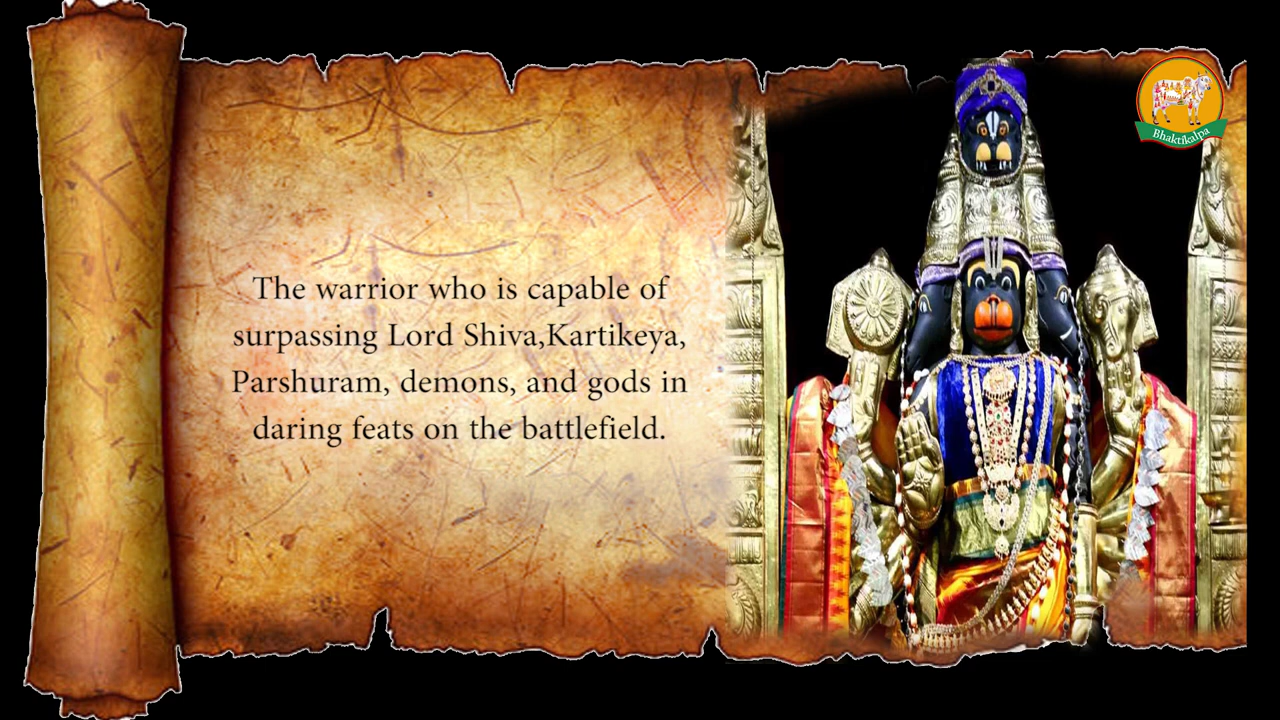 The warrior who is capable of
surpassing Lord Shiva,Kartikeya,
Parshuram, demons, and gods in
daring feats on the battlefield.
Bhaktikalpa